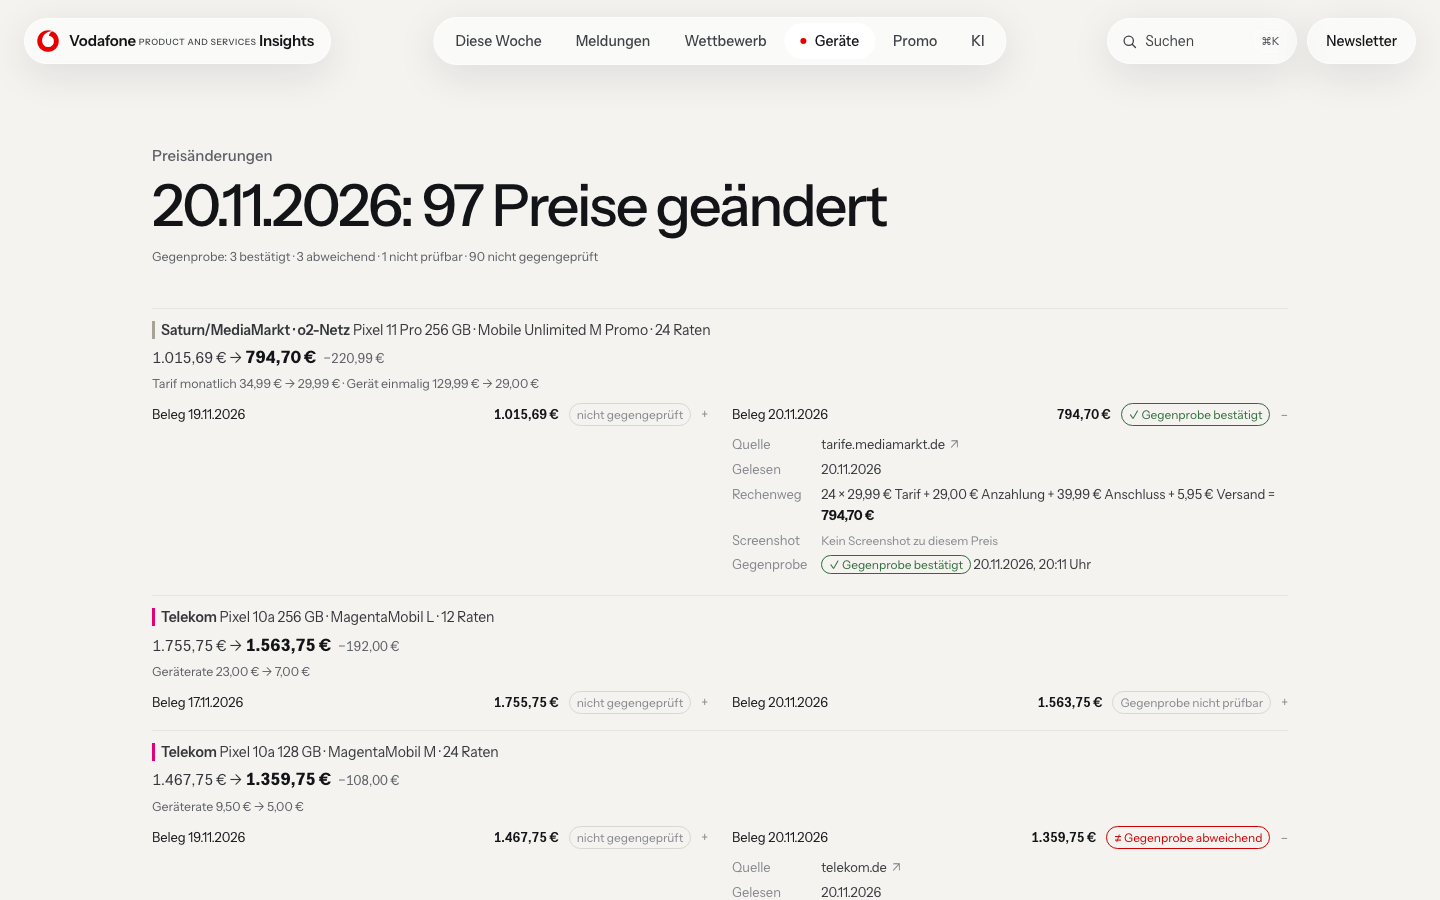 Vodafone PRODUCT AND SERVICES Insights
Diese Woche
Meldungen
Wettbewerb
Geräte
Promo
KI
Suchen ⌘K
Newsletter
Preisänderungen
20.11.2026: 97 Preise geändert
Gegenprobe: 3 bestätigt · 3 abweichend · 1 nicht prüfbar · 90 nicht gegengeprüft
Saturn/MediaMarkt · o2-Netz Pixel 11 Pro 256 GB · Mobile Unlimited M Promo · 24 Raten
1.015,69 € → 794,70 € −220,99 €
Tarif monatlich 34,99 € → 29,99 € · Gerät einmalig 129,99 € → 29,00 €
Beleg 19.11.2026 1.015,69 € nicht gegengeprüft +
Beleg 20.11.2026 794,70 € ✓ Gegenprobe bestätigt −
Quelle tarife.mediamarkt.de ↗
Gelesen 20.11.2026
Rechenweg 24 × 29,99 € Tarif + 29,00 € Anzahlung + 39,99 € Anschluss + 5,95 € Versand =
794,70 €
Screenshot Kein Screenshot zu diesem Preis
Gegenprobe ✓ Gegenprobe bestätigt 20.11.2026, 20:11 Uhr
Telekom Pixel 10a 256 GB · MagentaMobil L · 12 Raten
1.755,75 € → 1.563,75 € −192,00 €
Geräterate 23,00 € → 7,00 €
Beleg 17.11.2026 1.755,75 € nicht gegengeprüft +
Beleg 20.11.2026 1.563,75 € Gegenprobe nicht prüfbar +
Telekom Pixel 10a 128 GB · MagentaMobil M · 24 Raten
1.467,75 € → 1.359,75 € −108,00 €
Geräterate 9,50 € → 5,00 €
Beleg 19.11.2026 1.467,75 € nicht gegengeprüft +
Beleg 20.11.2026 1.359,75 € ≠ Gegenprobe abweichend −
Quelle telekom.de ↗
Gelesen 20.11.2026